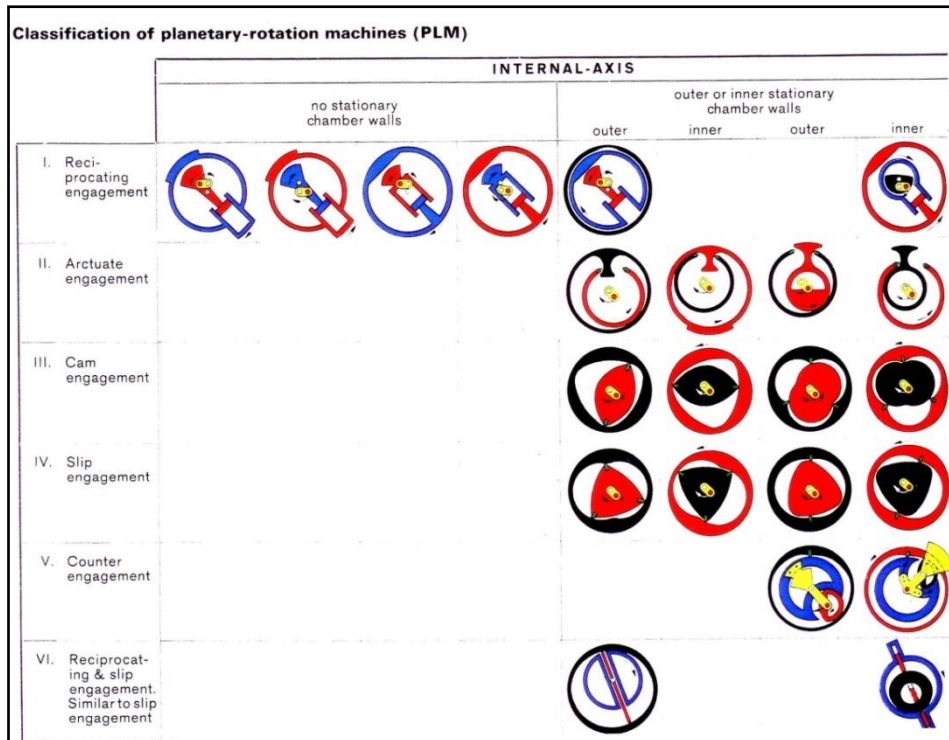 Classification of planetary-rotation machines (PLM)
INTERNAL-AXIS
no stationary
chamber walls
outer or inner stationary
chamber walls
outer inner outer inner
I. Reci-
procating
engagement
II. Arctuate
engagement
III. Cam
engagement
IV. Slip
engagement
V. Counter
engagement
VI. Reciprocat-
ing & slip
engagement.
Similar to slip
engagement